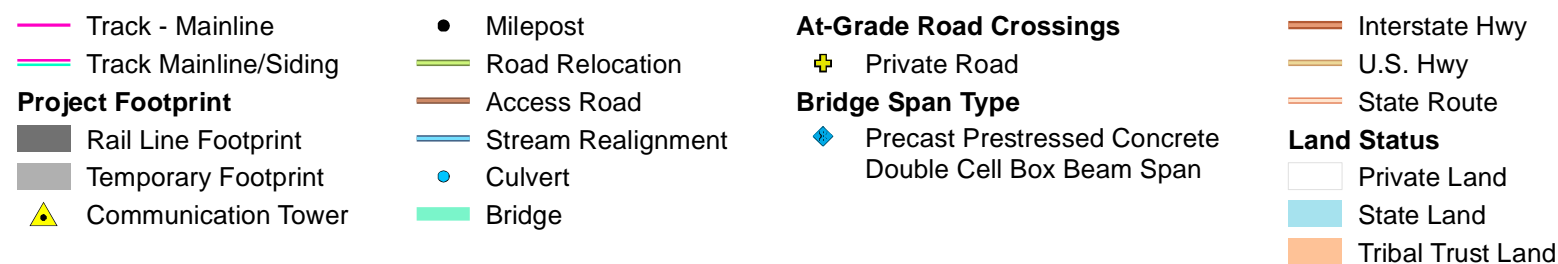 Track - Mainline
Track Mainline/Siding
Project Footprint
Rail Line Footprint
Temporary Footprint
Communication Tower
Milepost
Road Relocation
Access Road
Stream Realignment
Culvert
Bridge
At-Grade Road Crossings
Private Road
Bridge Span Type
Precast Prestressed Concrete
Double Cell Box Beam Span
Interstate Hwy
U.S. Hwy
State Route
Land Status
Private Land
State Land
Tribal Trust Land